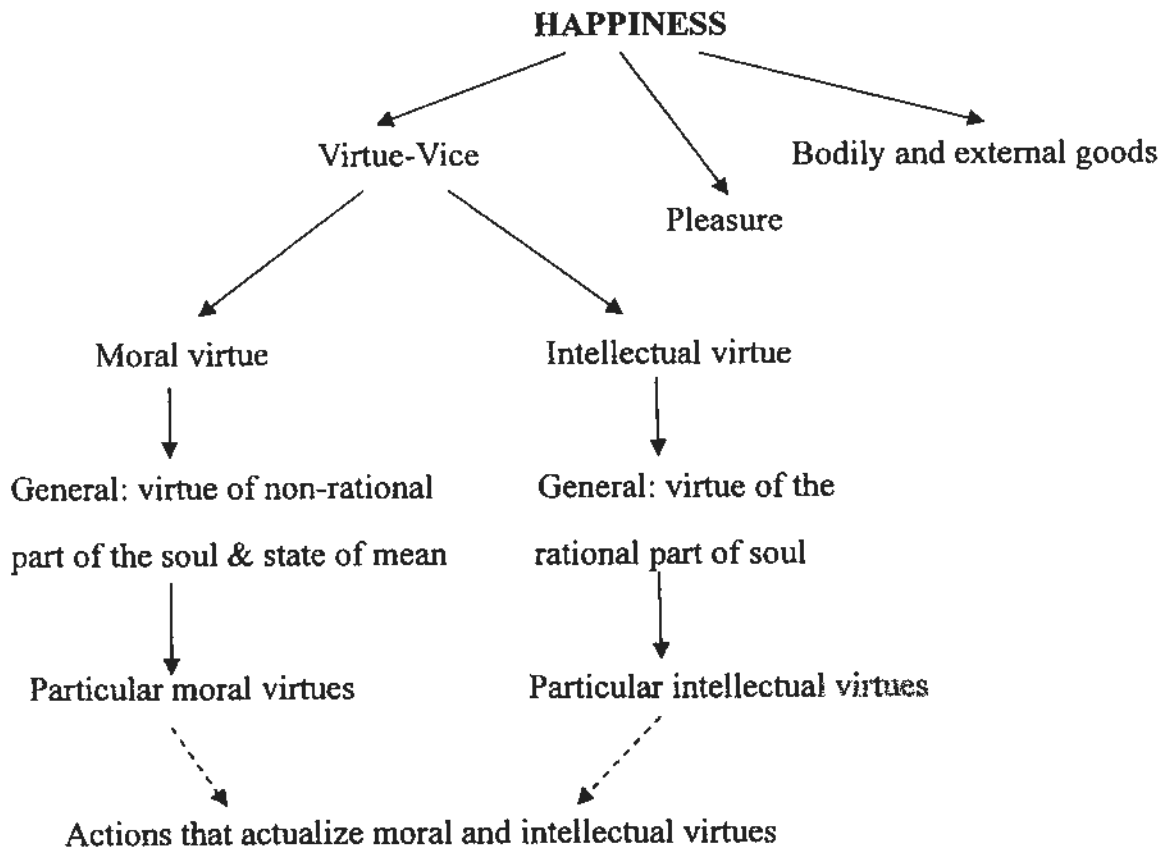 HAPPINESS
Virtue-Vice
Bodily and external goods
Pleasure
Moral virtue
Intellectual virtue
General: virtue of non-rational
part of the soul & state of mean
General: virtue of the
rational part of soul
Particular moral virtues
Particular intellectual virtues
Actions that actualize moral and intellectual virtues